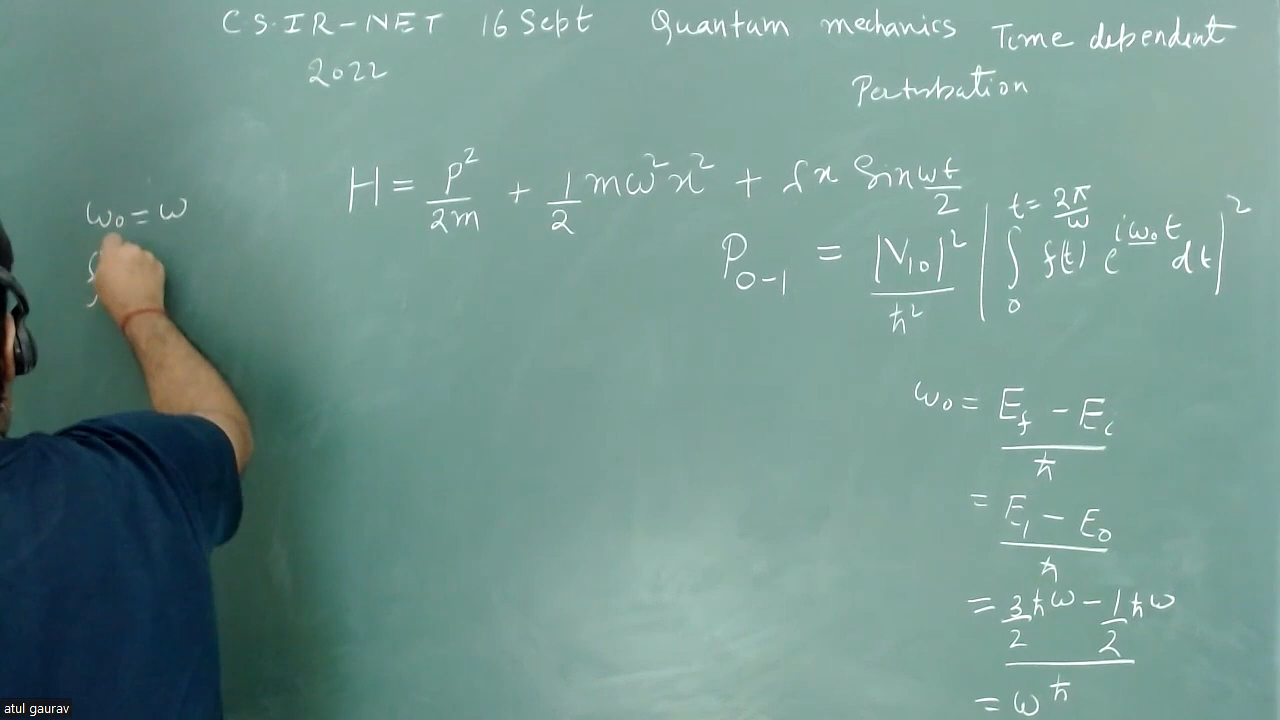 CSIR-NET 16 Sept Quantum mechanics Time dependent
2022 Perturbation
H = P²/2m + 1/2 mω²x² + δx Sin ωt/2
ω₀ = ω
P₀₋₁ = |V₁₀|²/ħ² | ∫₀^{t = 2π/ω} f(t) e^{iω₀t} dt |²
ω₀ = (E_f - E_i)/ħ
= (E₁ - E₀)/ħ
= (3/2 ħω - 1/2 ħω)/ħ
= ω
atul gaurav